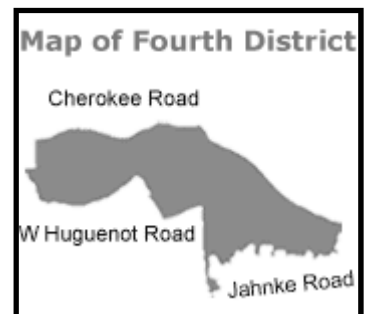 Map of Fourth District
Cherokee Road
W Huguenot Road
Jahnke Road